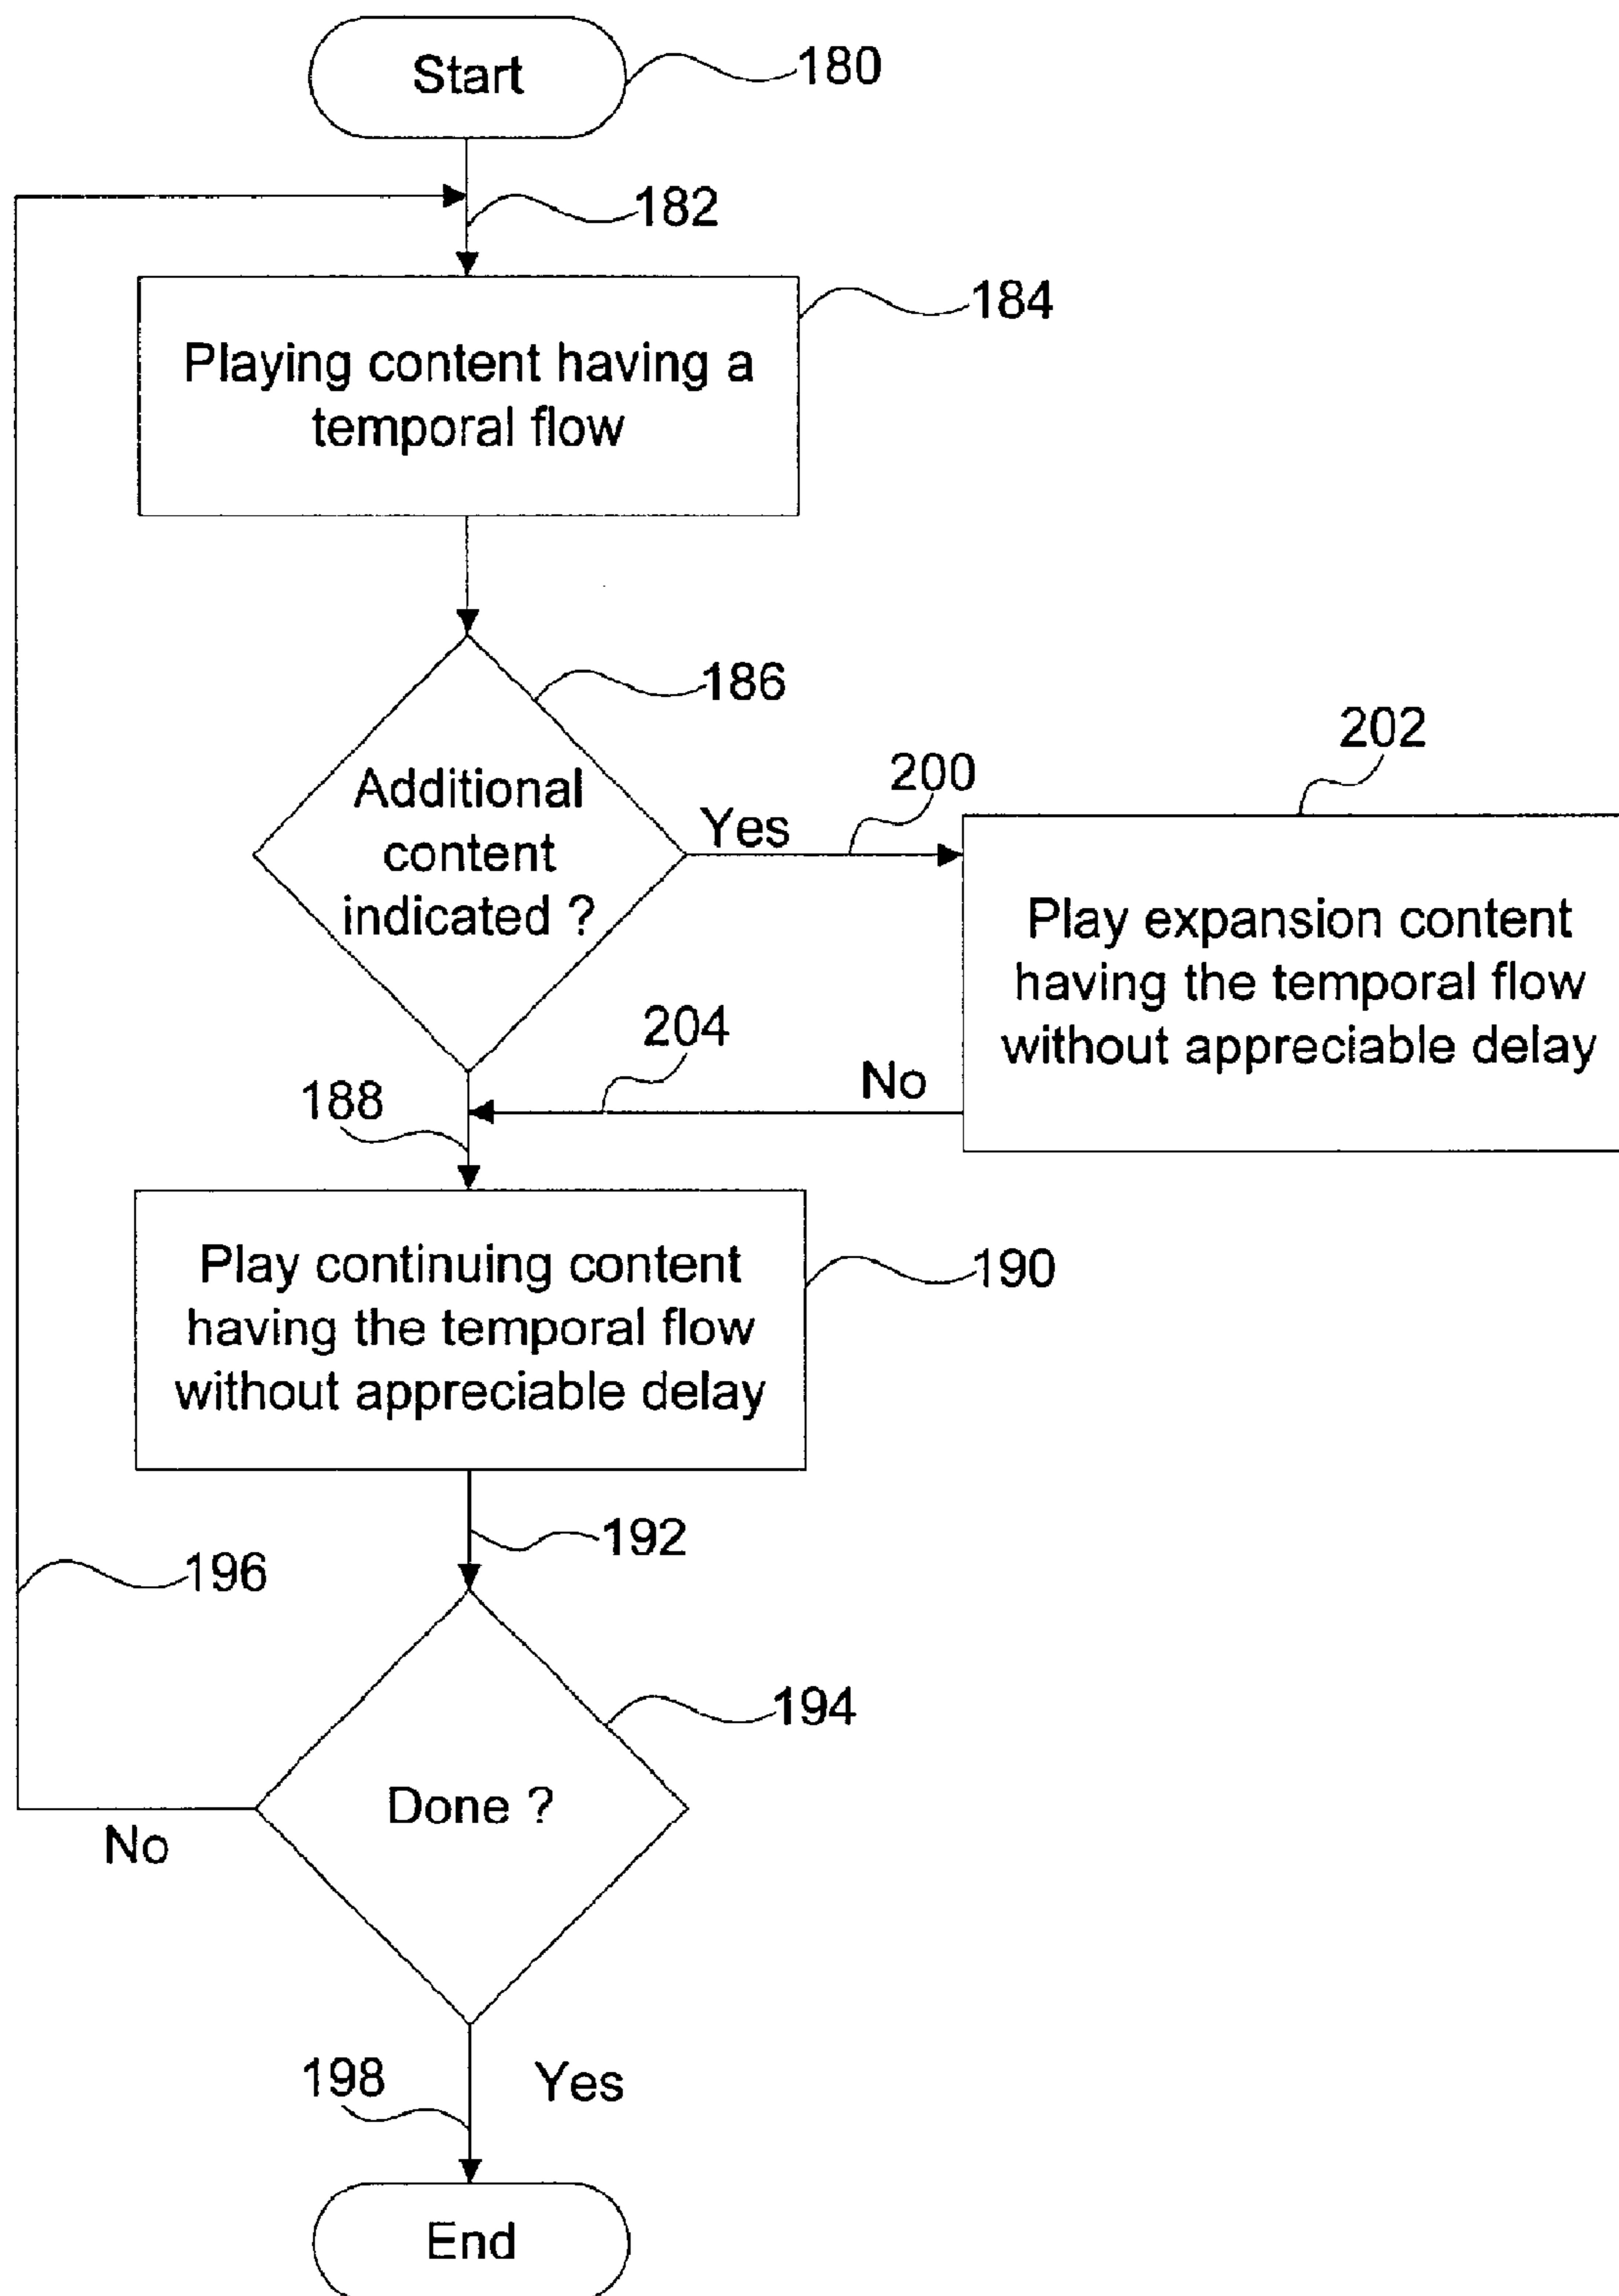 Start
180
182
184
Playing content having a
temporal flow
186
Additional
content
indicated ?
Yes
200
202
Play expansion content
having the temporal flow
without appreciable delay
204
No
188
Play continuing content
having the temporal flow
without appreciable delay
190
192
196
194
Done ?
No
198
Yes
End